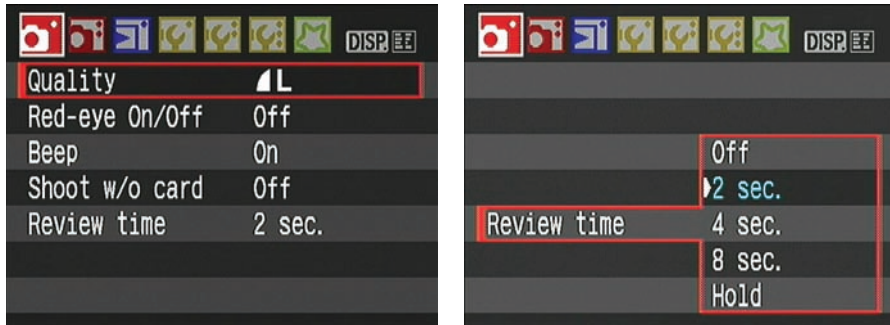 DISP.
Quality L
Red-eye On/Off Off
Beep On
Shoot w/o card Off
Review time 2 sec.
DISP.
Off
2 sec.
Review time 4 sec.
8 sec.
Hold